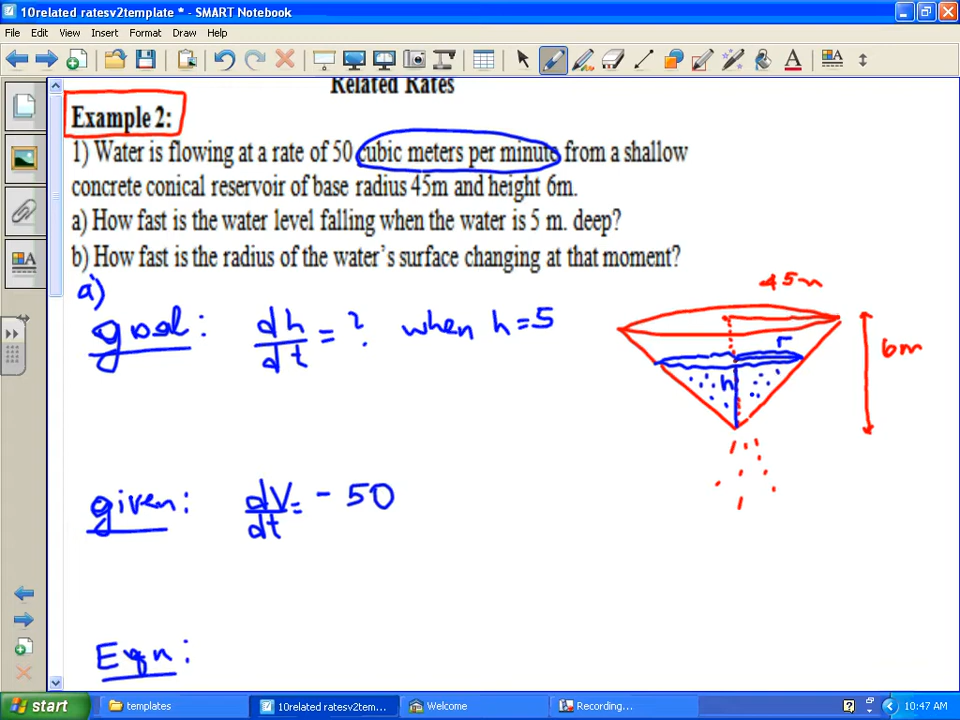 10related ratesv2template * - SMART Notebook
File Edit View Insert Format Draw Help
Related Rates
Example 2:
1) Water is flowing at a rate of 50 cubic meters per minute from a shallow
concrete conical reservoir of base radius 45m and height 6m.
a) How fast is the water level falling when the water is 5 m. deep?
b) How fast is the radius of the water's surface changing at that moment?
a)
goal: dh/dt = ? when h=5
45m
r
h
6m
given: dV/dt = - 50
Eqn:
start
templates
10related ratesv2tem...
Welcome
Recording...
10:47 AM